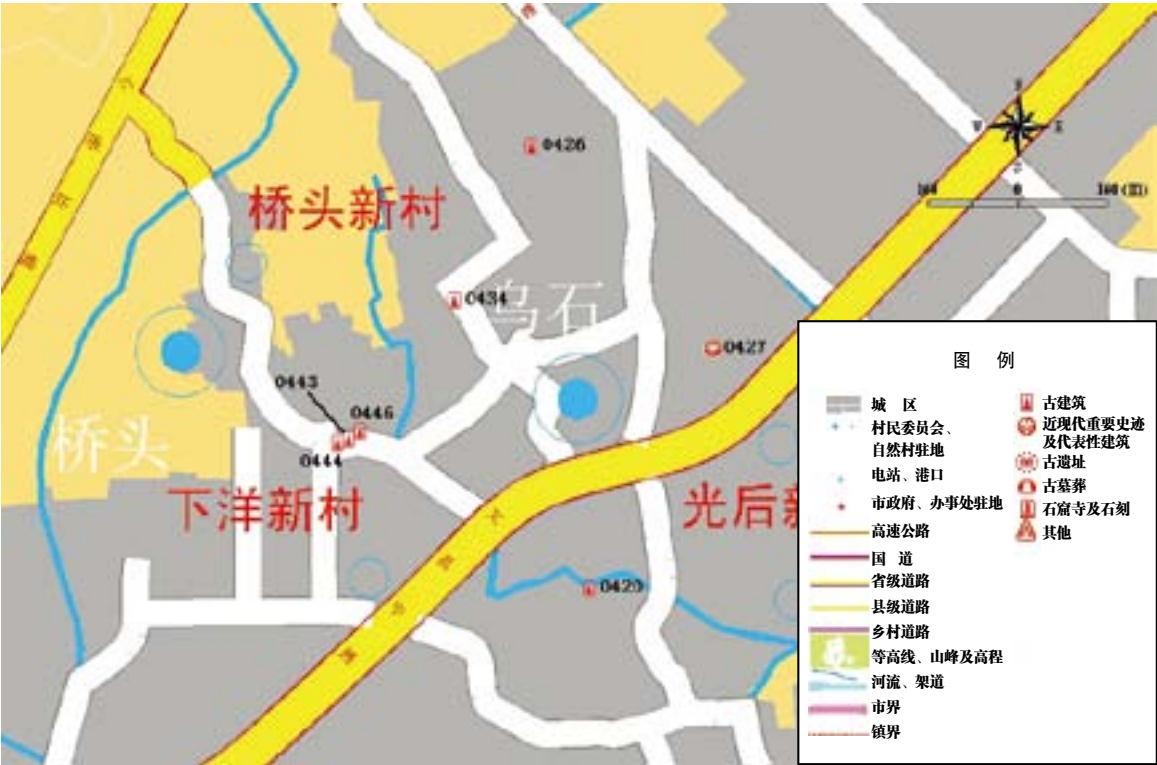 0426
N
W
E
S
桥头新村
100
0
100(m)
0434
乌石
0427
0443
0446
0444
桥头
下洋新村
光后新
0420
图 例
城 区
村民委员会、
自然村驻地
电站、港口
市政府、办事处驻地
高速公路
国 道
省级道路
县级道路
乡村道路
等高线、山峰及高程
河流、渠道
市界
镇界
古建筑
近现代重要史迹
及代表性建筑
古遗址
古墓葬
石窟寺及石刻
其他